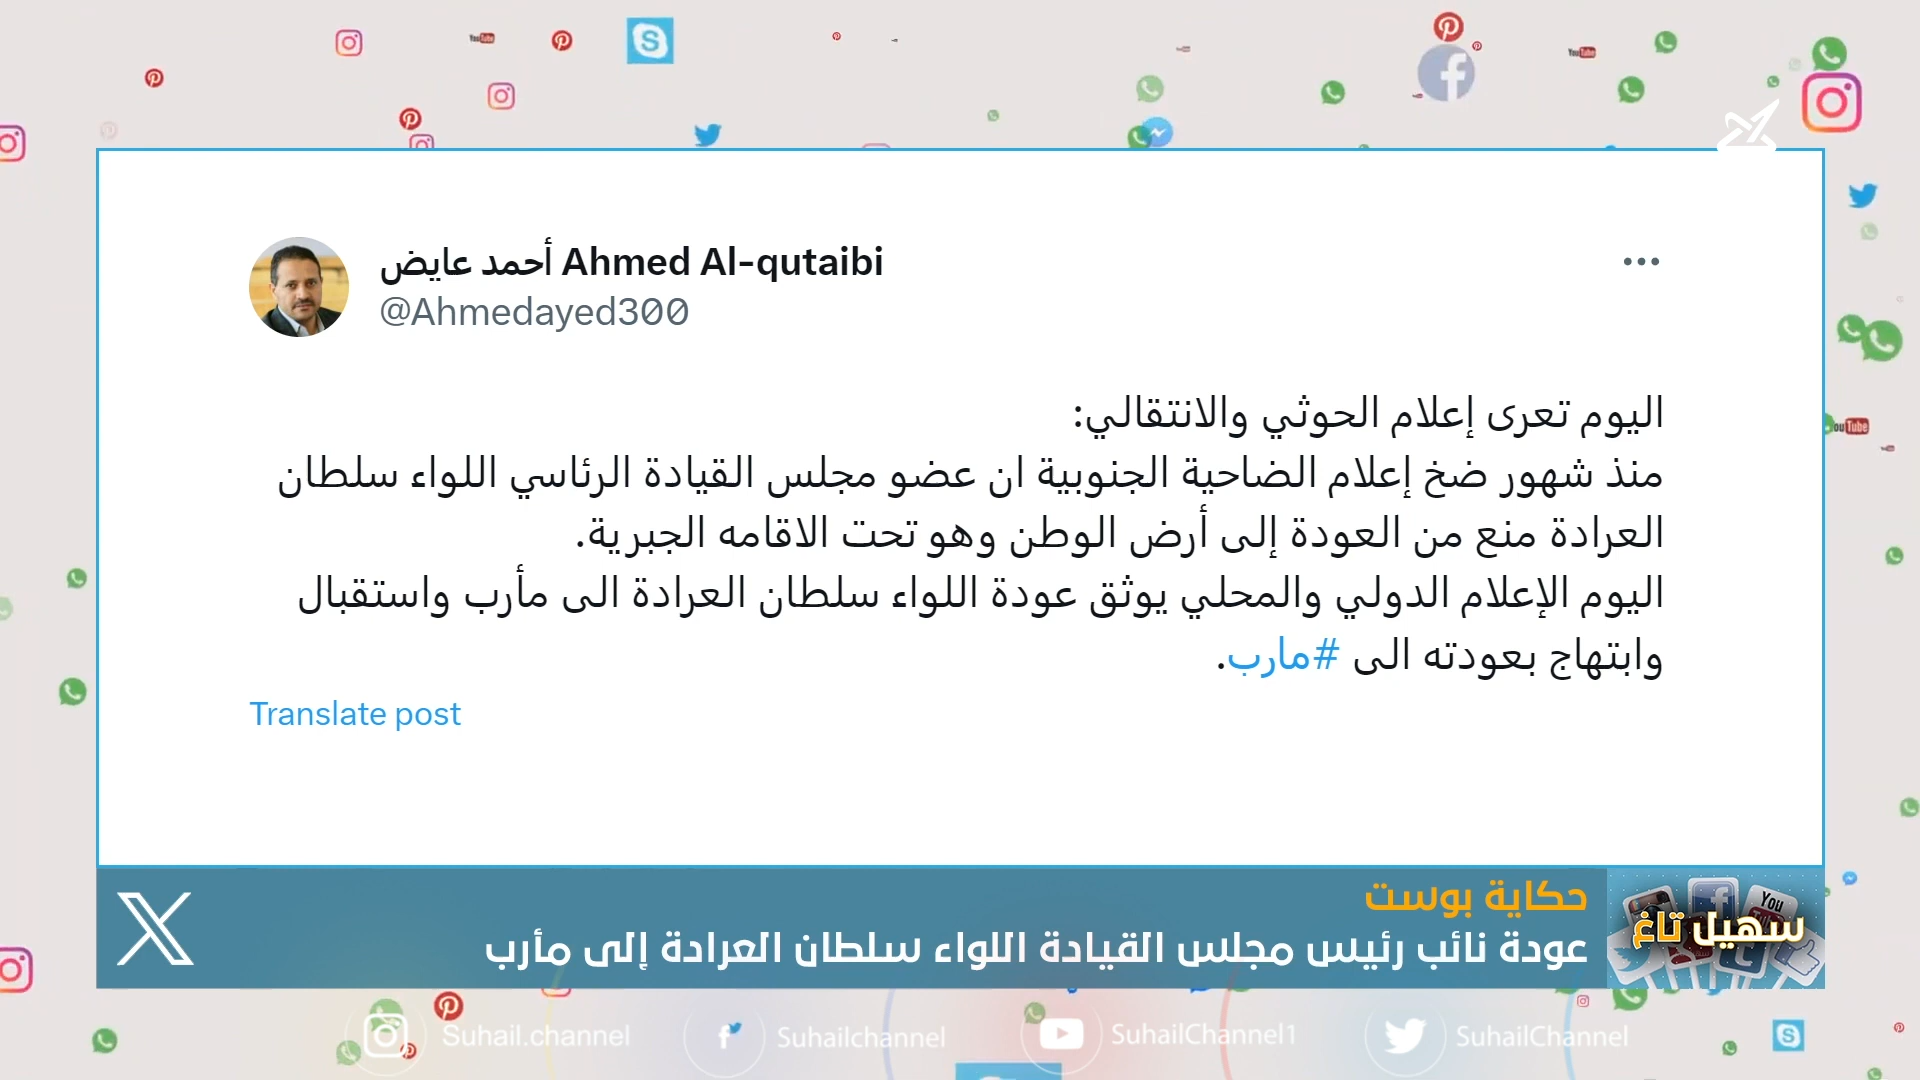 أحمد عايض Ahmed Al-qutaibi
@Ahmedayed300
اليوم تعرى إعلام الحوثي والانتقالي:
منذ شهور ضخ إعلام الضاحية الجنوبية ان عضو مجلس القيادة الرئاسي اللواء سلطان
العرادة منع من العودة إلى أرض الوطن وهو تحت الاقامه الجبرية.
اليوم الإعلام الدولي والمحلي يوثق عودة اللواء سلطان العرادة الى مأرب واستقبال
وابتهاج بعودته الى #مارب.
Translate post
حكاية بوست
عودة نائب رئيس مجلس القيادة اللواء سلطان العرادة إلى مأرب
سهيل تاغ
You
Suhail.channel
SuhailChannel
SuhailChannel1
SuhailChannel
YouTube